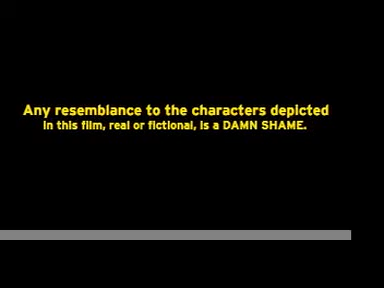 Any resemblance to the characters depicted
in this film, real or fictional, is a DAMN SHAME.